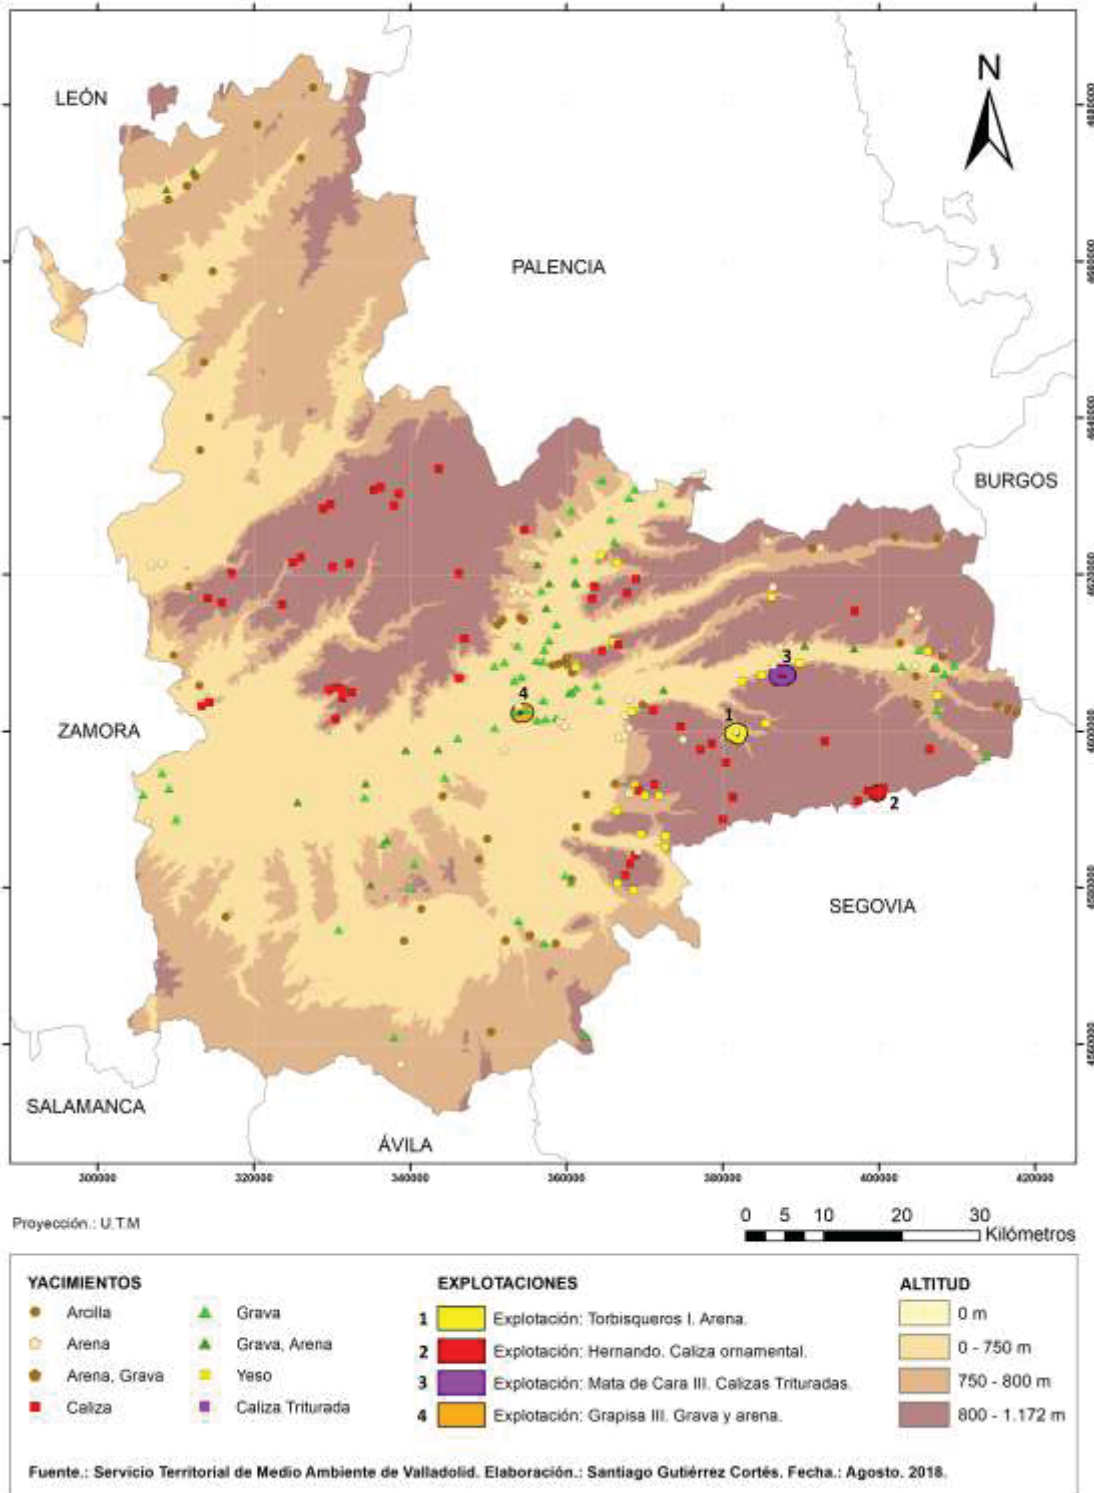 N
LEÓN
PALENCIA
BURGOS
3
ZAMORA
4
1
2
SEGOVIA
SALAMANCA
ÁVILA
300000 320000 340000 360000 380000 400000 420000
Proyección.: U.T.M
0 5 10 20 30
Kilómetros
YACIMIENTOS
Arcilla
Arena
Arena, Grava
Caliza
Grava
Grava, Arena
Yeso
Caliza Triturada
EXPLOTACIONES
1 Explotación: Torbisqueros I. Arena.
2 Explotación: Hernando. Caliza ornamental.
3 Explotación: Mata de Cara III. Calizas Trituradas.
4 Explotación: Grapisa III. Grava y arena.
ALTITUD
0 m
0 - 750 m
750 - 800 m
800 - 1.172 m
Fuente.: Servicio Territorial de Medio Ambiente de Valladolid. Elaboración.: Santiago Gutiérrez Cortés. Fecha.: Agosto. 2018.